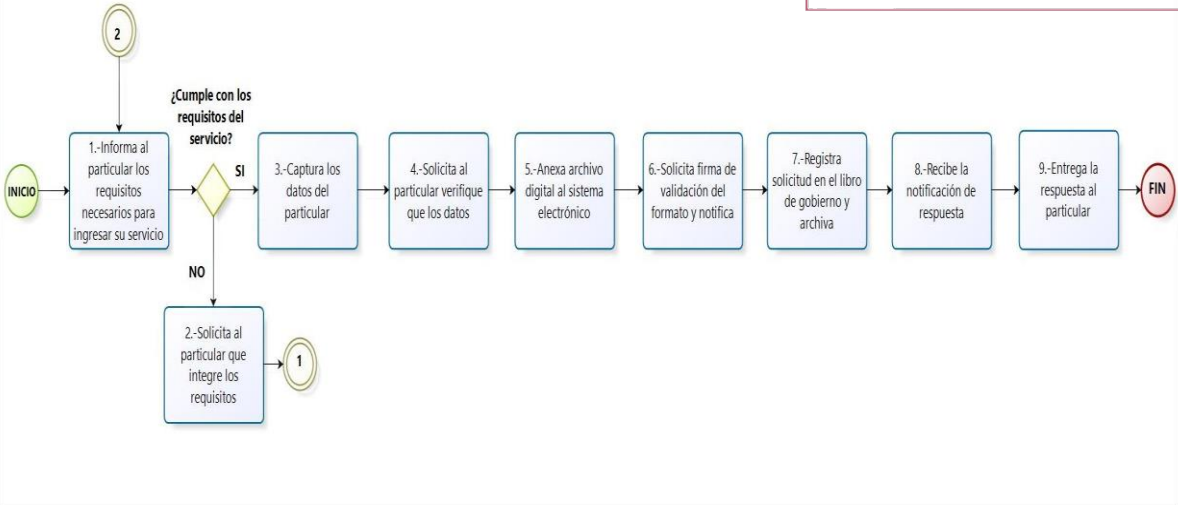 2
¿Cumple con los
requisitos del
servicio?
INICIO
1.-Informa al
particular los
requisitos
necesarios para
ingresar su servicio
SI
3.-Captura los
datos del
particular
4.-Solicita al
particular verifique
que los datos
5.-Anexa archivo
digital al sistema
electrónico
6.-Solicita firma de
validación del
formato y notifica
7.-Registra
solicitud en el libro
de gobierno y
archiva
8.-Recibe la
notificación de
respuesta
9.-Entrega la
respuesta al
particular
FIN
NO
2.-Solicita al
particular que
integre los
requisitos
1